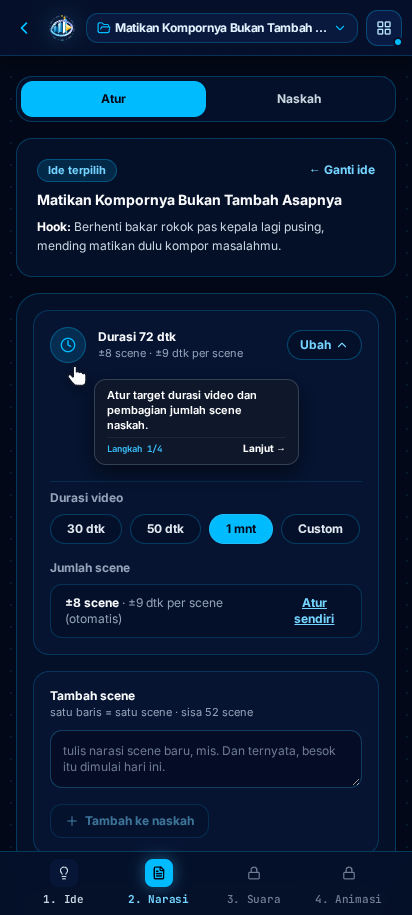 Matikan Kompornya Bukan Tambah ...
Atur
Naskah
Ide terpilih
← Ganti ide
Matikan Kompornya Bukan Tambah Asapnya
Hook: Berhenti bakar rokok pas kepala lagi pusing,
mending matikan dulu kompor masalahmu.
Durasi 72 dtk
±8 scene · ±9 dtk per scene
Ubah
Atur target durasi video dan
pembagian jumlah scene
naskah.
Langkah 1/4
Lanjut →
Durasi video
30 dtk
50 dtk
1 mnt
Custom
Jumlah scene
±8 scene · ±9 dtk per scene
(otomatis)
Atur
sendiri
Tambah scene
satu baris = satu scene · sisa 52 scene
tulis narasi scene baru, mis. Dan ternyata, besok
itu dimulai hari ini.
+ Tambah ke naskah
1. Ide
2. Narasi
3. Suara
4. Animasi